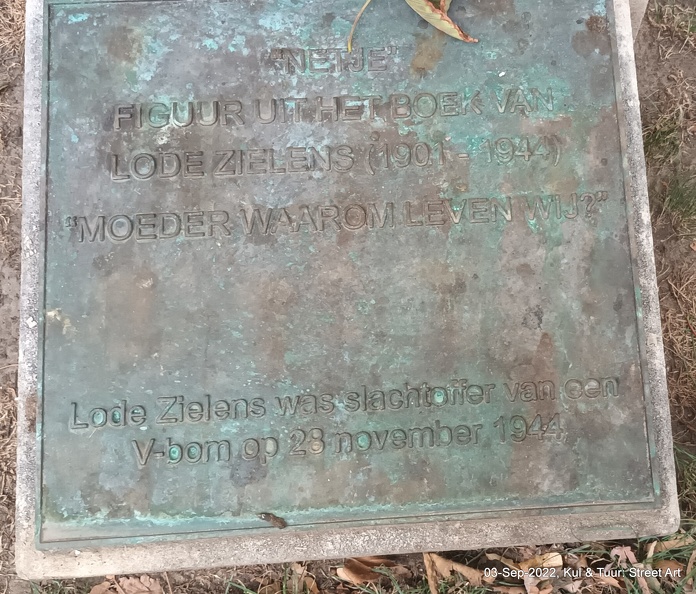 "NETJE"
FIGUUR UIT HET BOEK VAN
LODE ZIELENS (1901 - 1944)
"MOEDER WAAROM LEVEN WIJ?"
Lode Zielens was slachtoffer van een
V-bom op 28 november 1944
03-Sep-2022, Kul & Tuur: Street Art